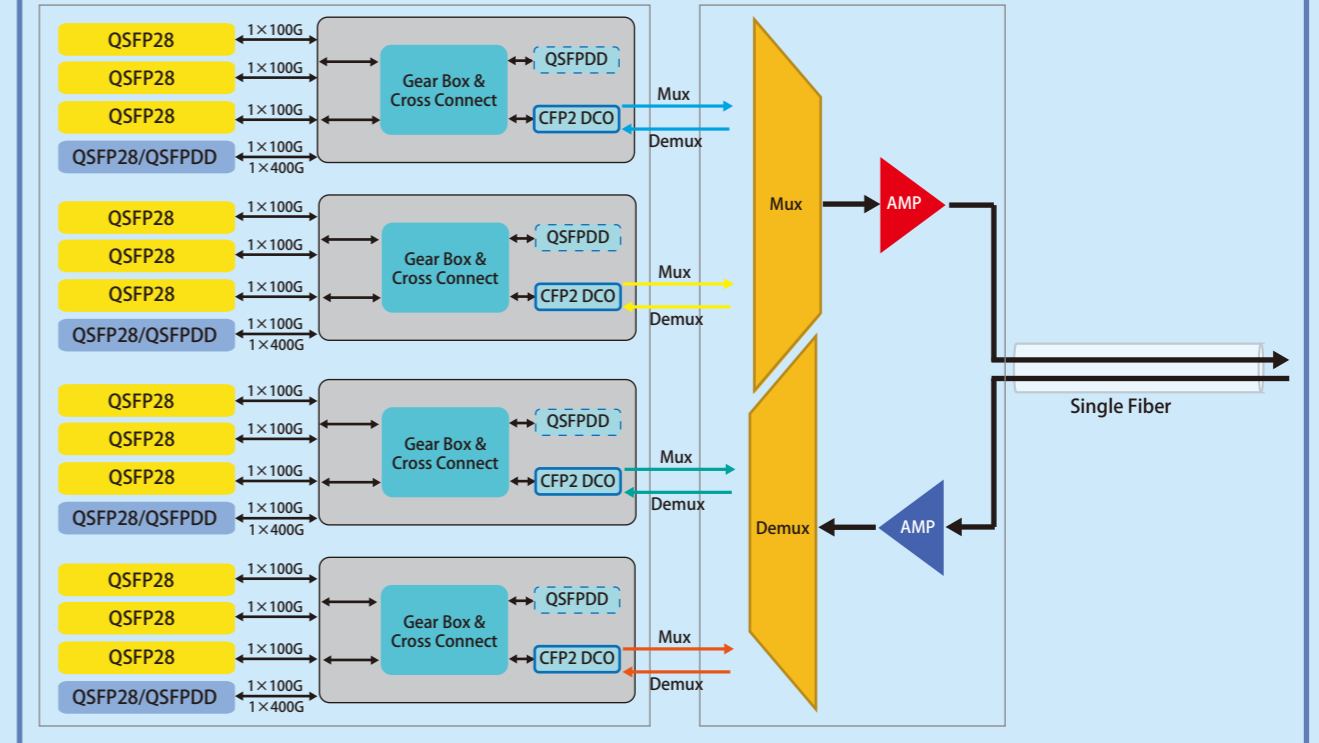 QSFP28
1×100G
QSFP28
1×100G
QSFP28
1×100G
QSFP28/QSFPDD
1×100G
1×400G
Gear Box &
Cross Connect
QSFPDD
CFP2 DCO
Mux
Demux
QSFP28
1×100G
QSFP28
1×100G
QSFP28
1×100G
QSFP28/QSFPDD
1×100G
1×400G
Gear Box &
Cross Connect
QSFPDD
CFP2 DCO
Mux
Demux
QSFP28
1×100G
QSFP28
1×100G
QSFP28
1×100G
QSFP28/QSFPDD
1×100G
1×400G
Gear Box &
Cross Connect
QSFPDD
CFP2 DCO
Mux
Demux
QSFP28
1×100G
QSFP28
1×100G
QSFP28
1×100G
QSFP28/QSFPDD
1×100G
1×400G
Gear Box &
Cross Connect
QSFPDD
CFP2 DCO
Mux
Demux
Mux
AMP
Demux
AMP
Single Fiber